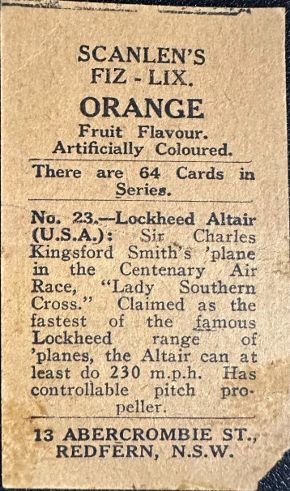 SCANLEN'S
FIZ - LIX.
ORANGE
Fruit Flavour.
Artificially Coloured.
There are 64 Cards in
Series.
No. 23.—Lockheed Altair
(U.S.A.): Sir Charles
Kingsford Smith's 'plane
in the Centenary Air
Race, "Lady Southern
Cross." Claimed as the
fastest of the famous
Lockheed range of
'planes, the Altair can at
least do 230 m.p.h. Has
controllable pitch pro-
peller.
13 ABERCROMBIE ST.,
REDFERN, N.S.W.